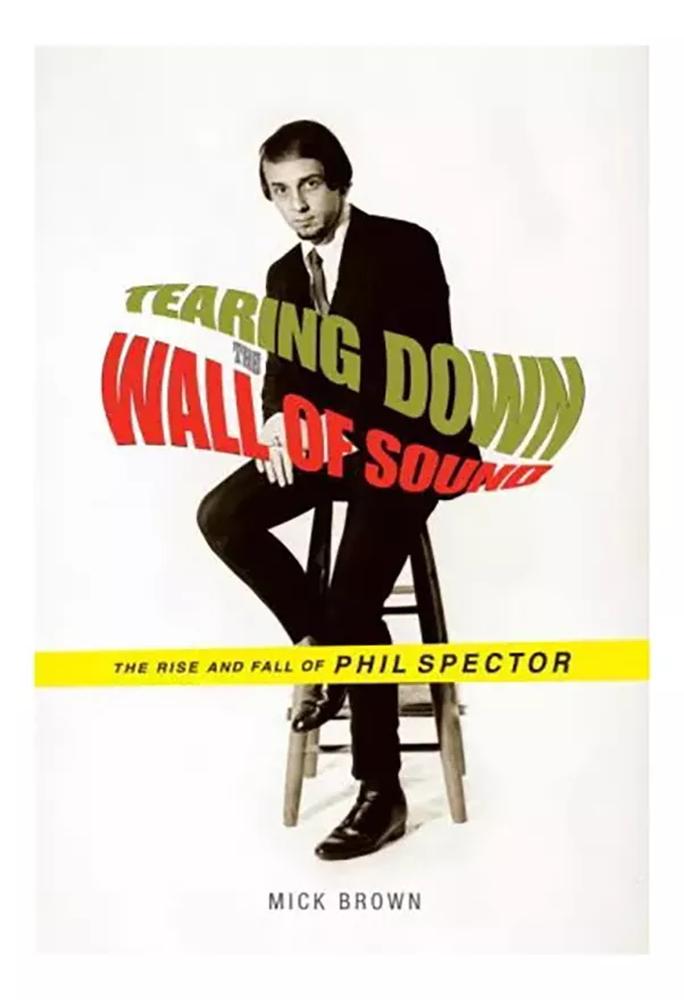 TEARING DOWN
THE
WALL OF SOUND
THE RISE AND FALL OF PHIL SPECTOR
MICK BROWN